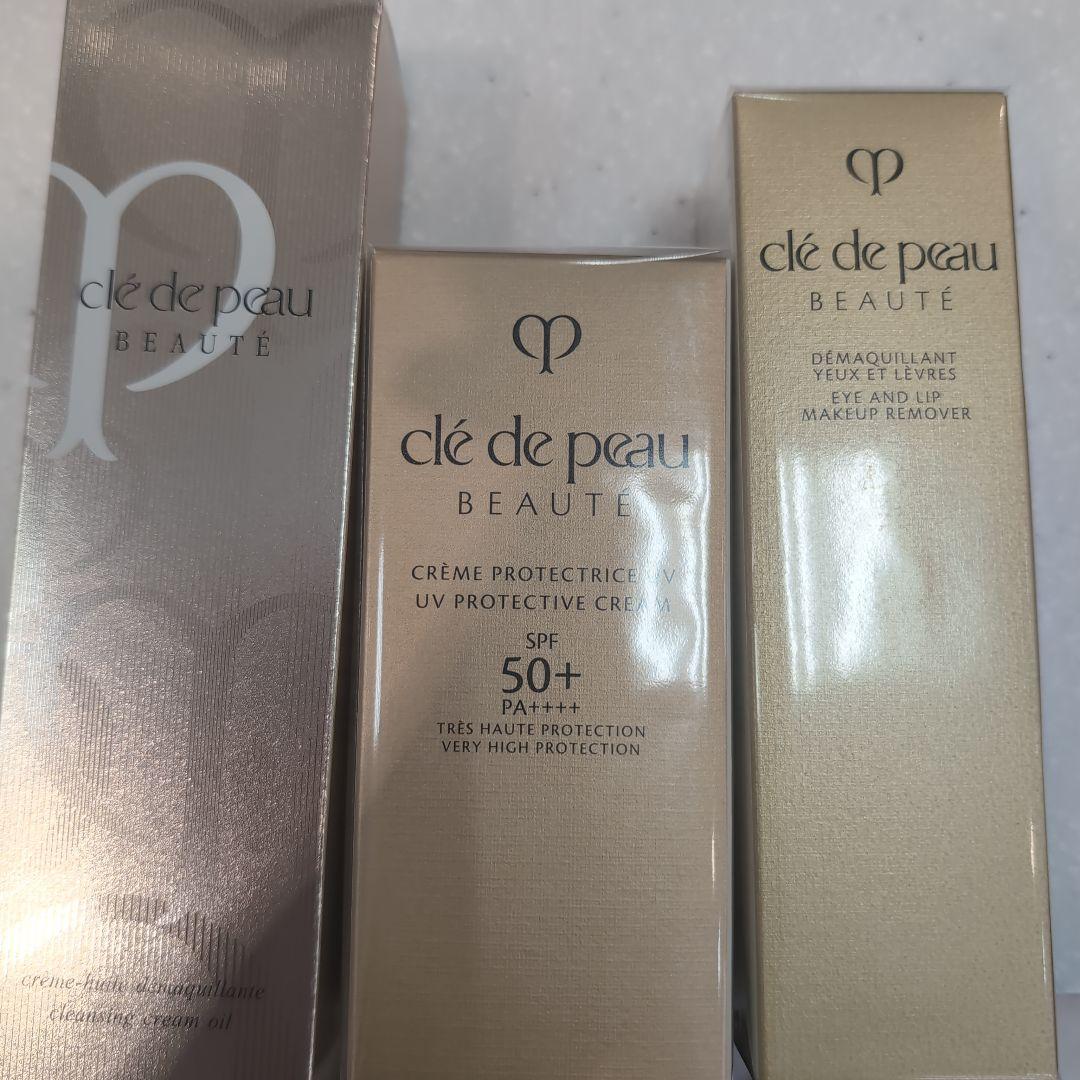 clé de peau
BEAUTÉ
crème-huile démaquillante
cleansing cream oil
clé de peau
BEAUTÉ
CRÈME PROTECTRICE UV
UV PROTECTIVE CREAM
SPF
50+
PA++++
TRÈS HAUTE PROTECTION
VERY HIGH PROTECTION
clé de peau
BEAUTÉ
DÉMAQUILLANT
YEUX ET LÈVRES
EYE AND LIP
MAKEUP REMOVER